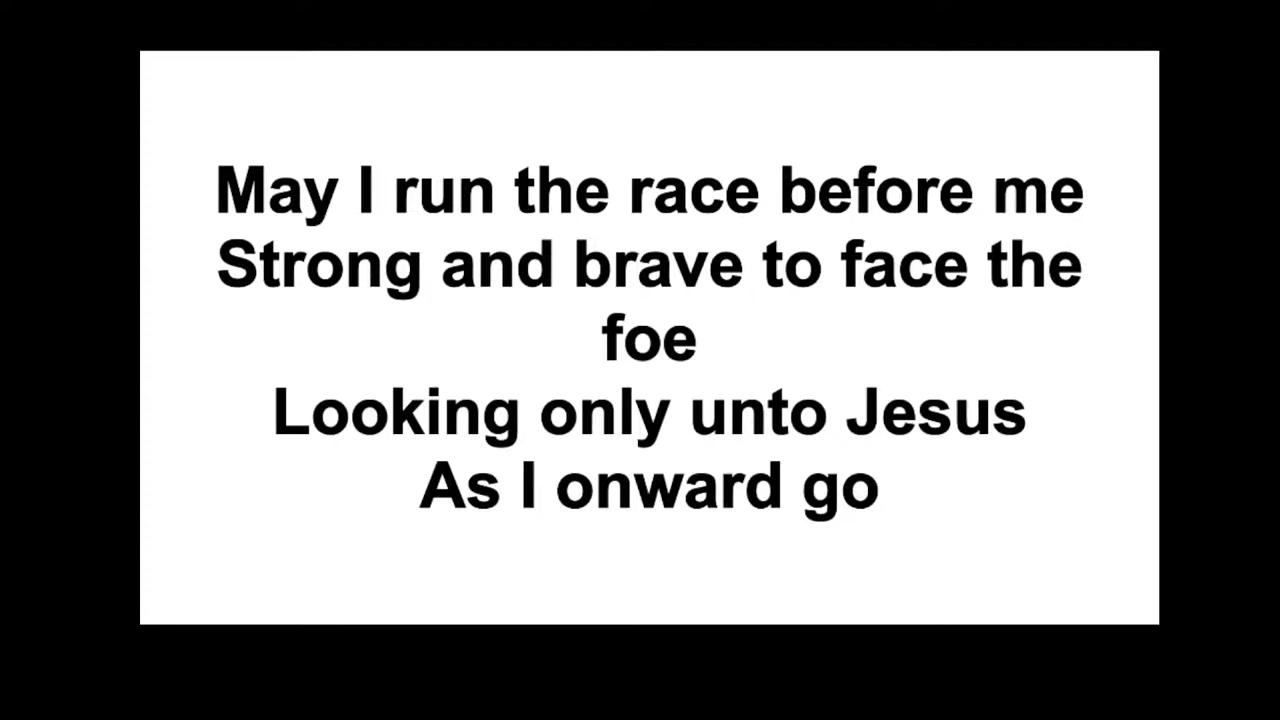 May I run the race before me
Strong and brave to face the
foe
Looking only unto Jesus
As I onward go